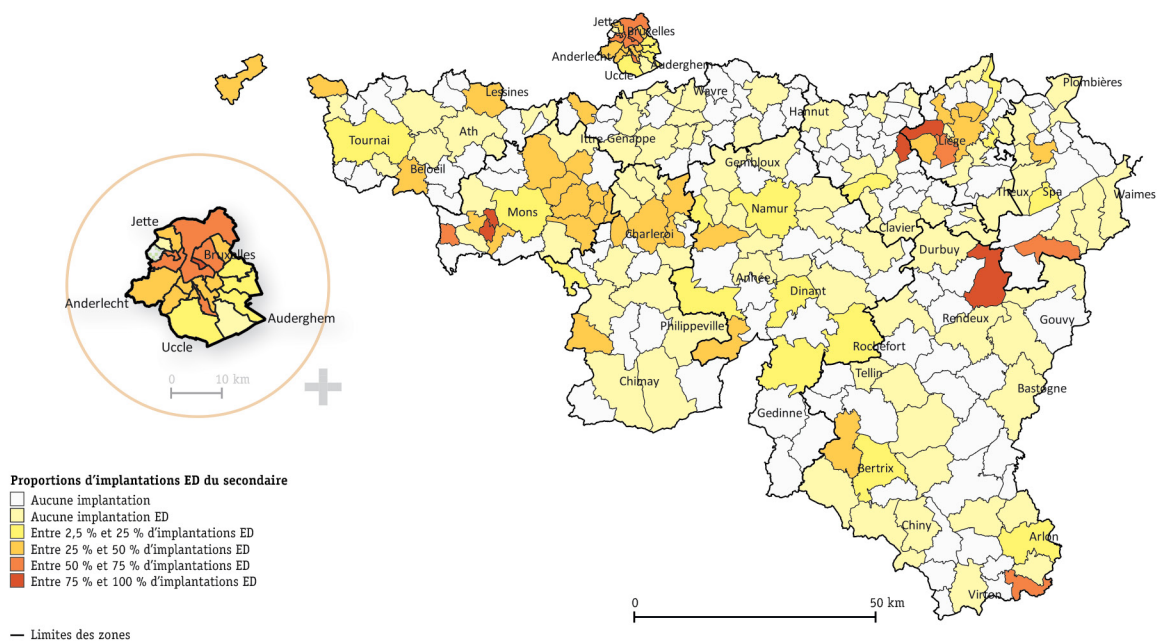 Jette
Bruxelles
Anderlecht
Auderghem
Uccle
Lessines
Wavre
Plombières
Hannut
Tournai
Ath
Ittre
Genappe
Liège
Beloeil
Gembloux
Theux
Spa
Waimes
Mons
Namur
Charleroi
Clavier
Durbuy
Jette
Bruxelles
Anderlecht
Auderghem
Uccle
0 10 km
Anhée
Dinant
Philippeville
Rendeux
Gouvy
Rochefort
Chimay
Tellin
Bastogne
Gedinne
Bertrix
Chiny
Arlon
Virton
0 50 km
Proportions d’implantations ED du secondaire
Aucune implantation
Aucune implantation ED
Entre 2,5 % et 25 % d’implantations ED
Entre 25 % et 50 % d’implantations ED
Entre 50 % et 75 % d’implantations ED
Entre 75 % et 100 % d’implantations ED
Limites des zones